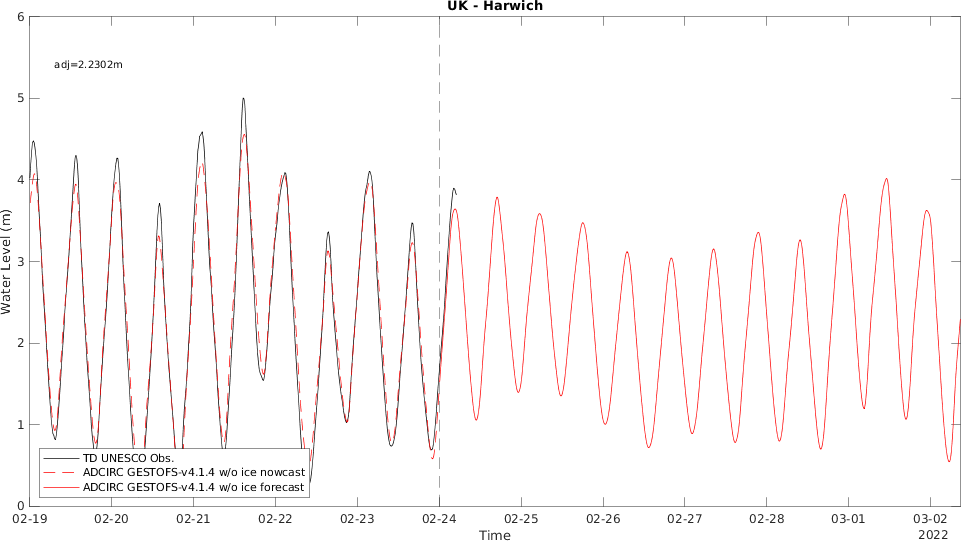 UK - Harwich
6
adj=2.2302m
5
4
3
2
1
0
Water Level (m)
TD UNESCO Obs.
ADCIRC GESTOFS-v4.1.4 w/o ice nowcast
ADCIRC GESTOFS-v4.1.4 w/o ice forecast
02-19 02-20 02-21 02-22 02-23 02-24 02-25 02-26 02-27 02-28 03-01 03-02
Time
2022